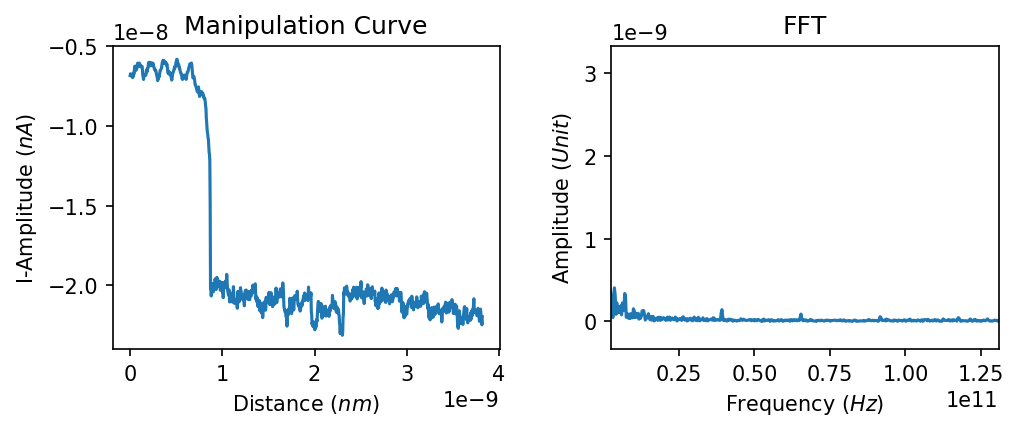 Manipulation Curve
1e−8
−0.5
−1.0
−1.5
−2.0
I-Amplitude (nA)
0 1 2 3 4
1e−9
Distance (nm)
FFT
1e−9
3
2
1
0
Amplitude (Unit)
0.25 0.50 0.75 1.00 1.25
1e11
Frequency (Hz)